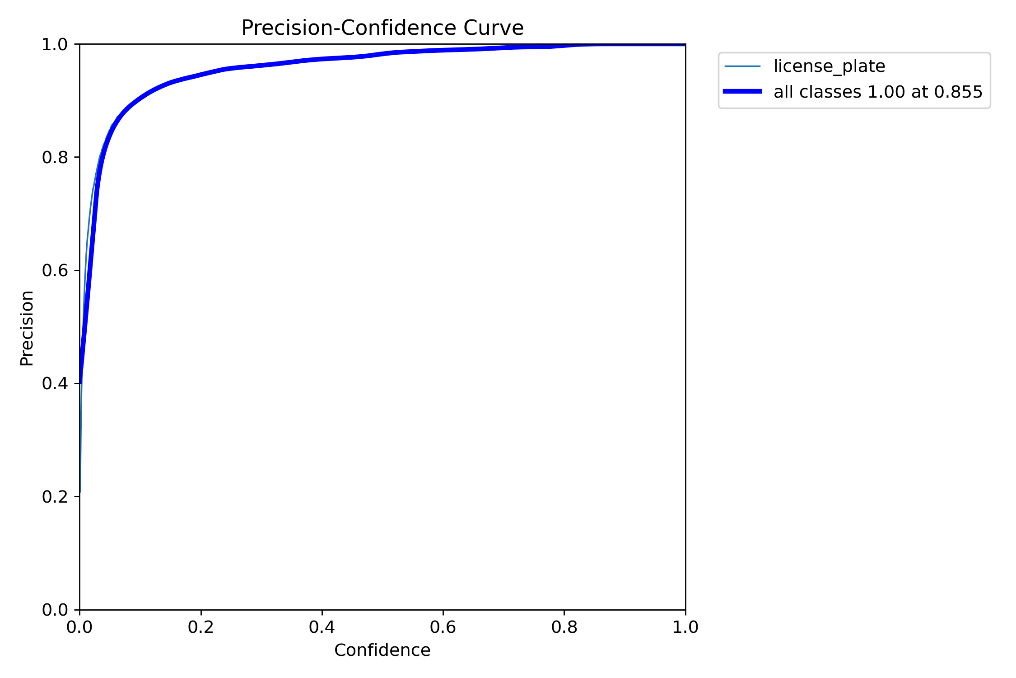 Precision-Confidence Curve
1.0
0.8
0.6
0.4
0.2
0.0
Precision
0.0 0.2 0.4 0.6 0.8 1.0
Confidence
license_plate
all classes 1.00 at 0.855